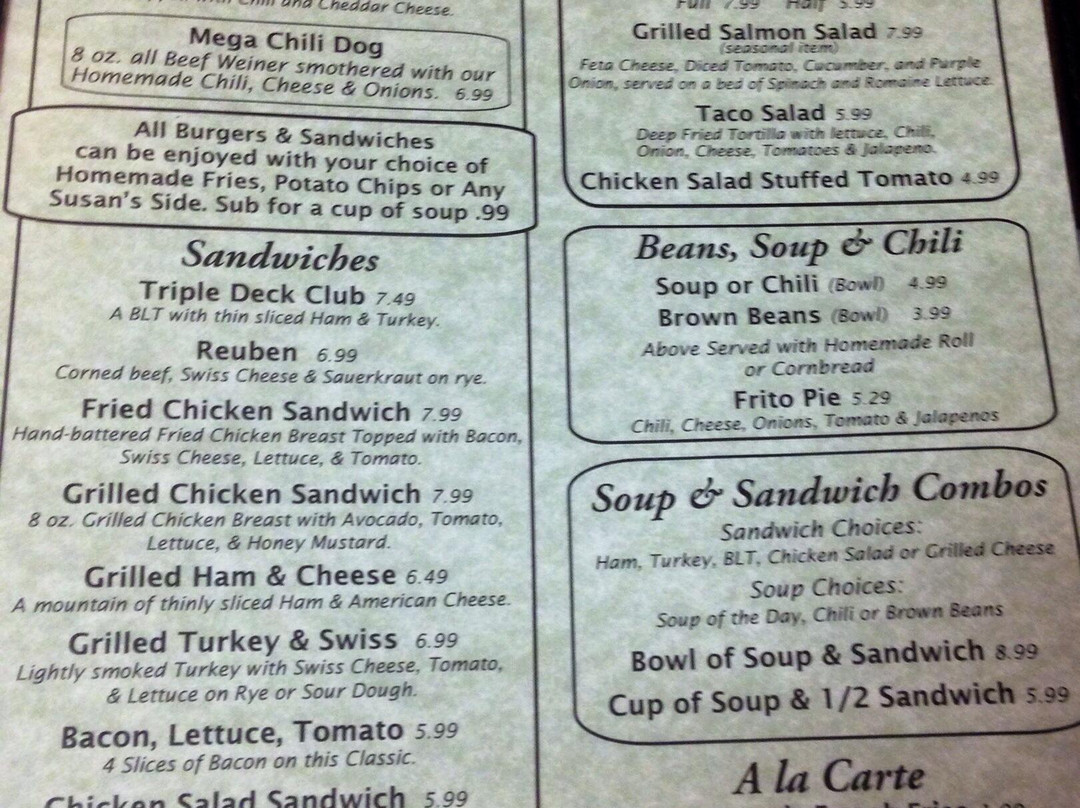 Chili and Cheddar Cheese.
Mega Chili Dog
8 oz. all Beef Weiner smothered with our
Homemade Chili, Cheese & Onions. 6.99
All Burgers & Sandwiches
can be enjoyed with your choice of
Homemade Fries, Potato Chips or Any
Susan's Side. Sub for a cup of soup .99
Sandwiches
Triple Deck Club 7.49
A BLT with thin sliced Ham & Turkey.
Reuben 6.99
Corned beef, Swiss Cheese & Sauerkraut on rye.
Fried Chicken Sandwich 7.99
Hand-battered Fried Chicken Breast Topped with Bacon,
Swiss Cheese, Lettuce, & Tomato.
Grilled Chicken Sandwich 7.99
8 oz. Grilled Chicken Breast with Avocado, Tomato,
Lettuce, & Honey Mustard.
Grilled Ham & Cheese 6.49
A mountain of thinly sliced Ham & American Cheese.
Grilled Turkey & Swiss 6.99
Lightly smoked Turkey with Swiss Cheese, Tomato,
& Lettuce on Rye or Sour Dough.
Bacon, Lettuce, Tomato 5.99
4 Slices of Bacon on this Classic.
Chicken Salad Sandwich 5.99
Full 7.99 Half 5.99
Grilled Salmon Salad 7.99
(seasonal item)
Feta Cheese, Diced Tomato, Cucumber, and Purple
Onion, served on a bed of Spinach and Romaine Lettuce.
Taco Salad 5.99
Deep Fried Tortilla with lettuce, Chili,
Onion, Cheese, Tomatoes & Jalapeno.
Chicken Salad Stuffed Tomato 4.99
Beans, Soup & Chili
Soup or Chili (Bowl) 4.99
Brown Beans (Bowl) 3.99
Above Served with Homemade Roll
or Cornbread
Frito Pie 5.29
Chili, Cheese, Onions, Tomato & Jalapenos
Soup & Sandwich Combos
Sandwich Choices:
Ham, Turkey, BLT, Chicken Salad or Grilled Cheese
Soup Choices:
Soup of the Day, Chili or Brown Beans
Bowl of Soup & Sandwich 8.99
Cup of Soup & 1/2 Sandwich 5.99
A la Carte